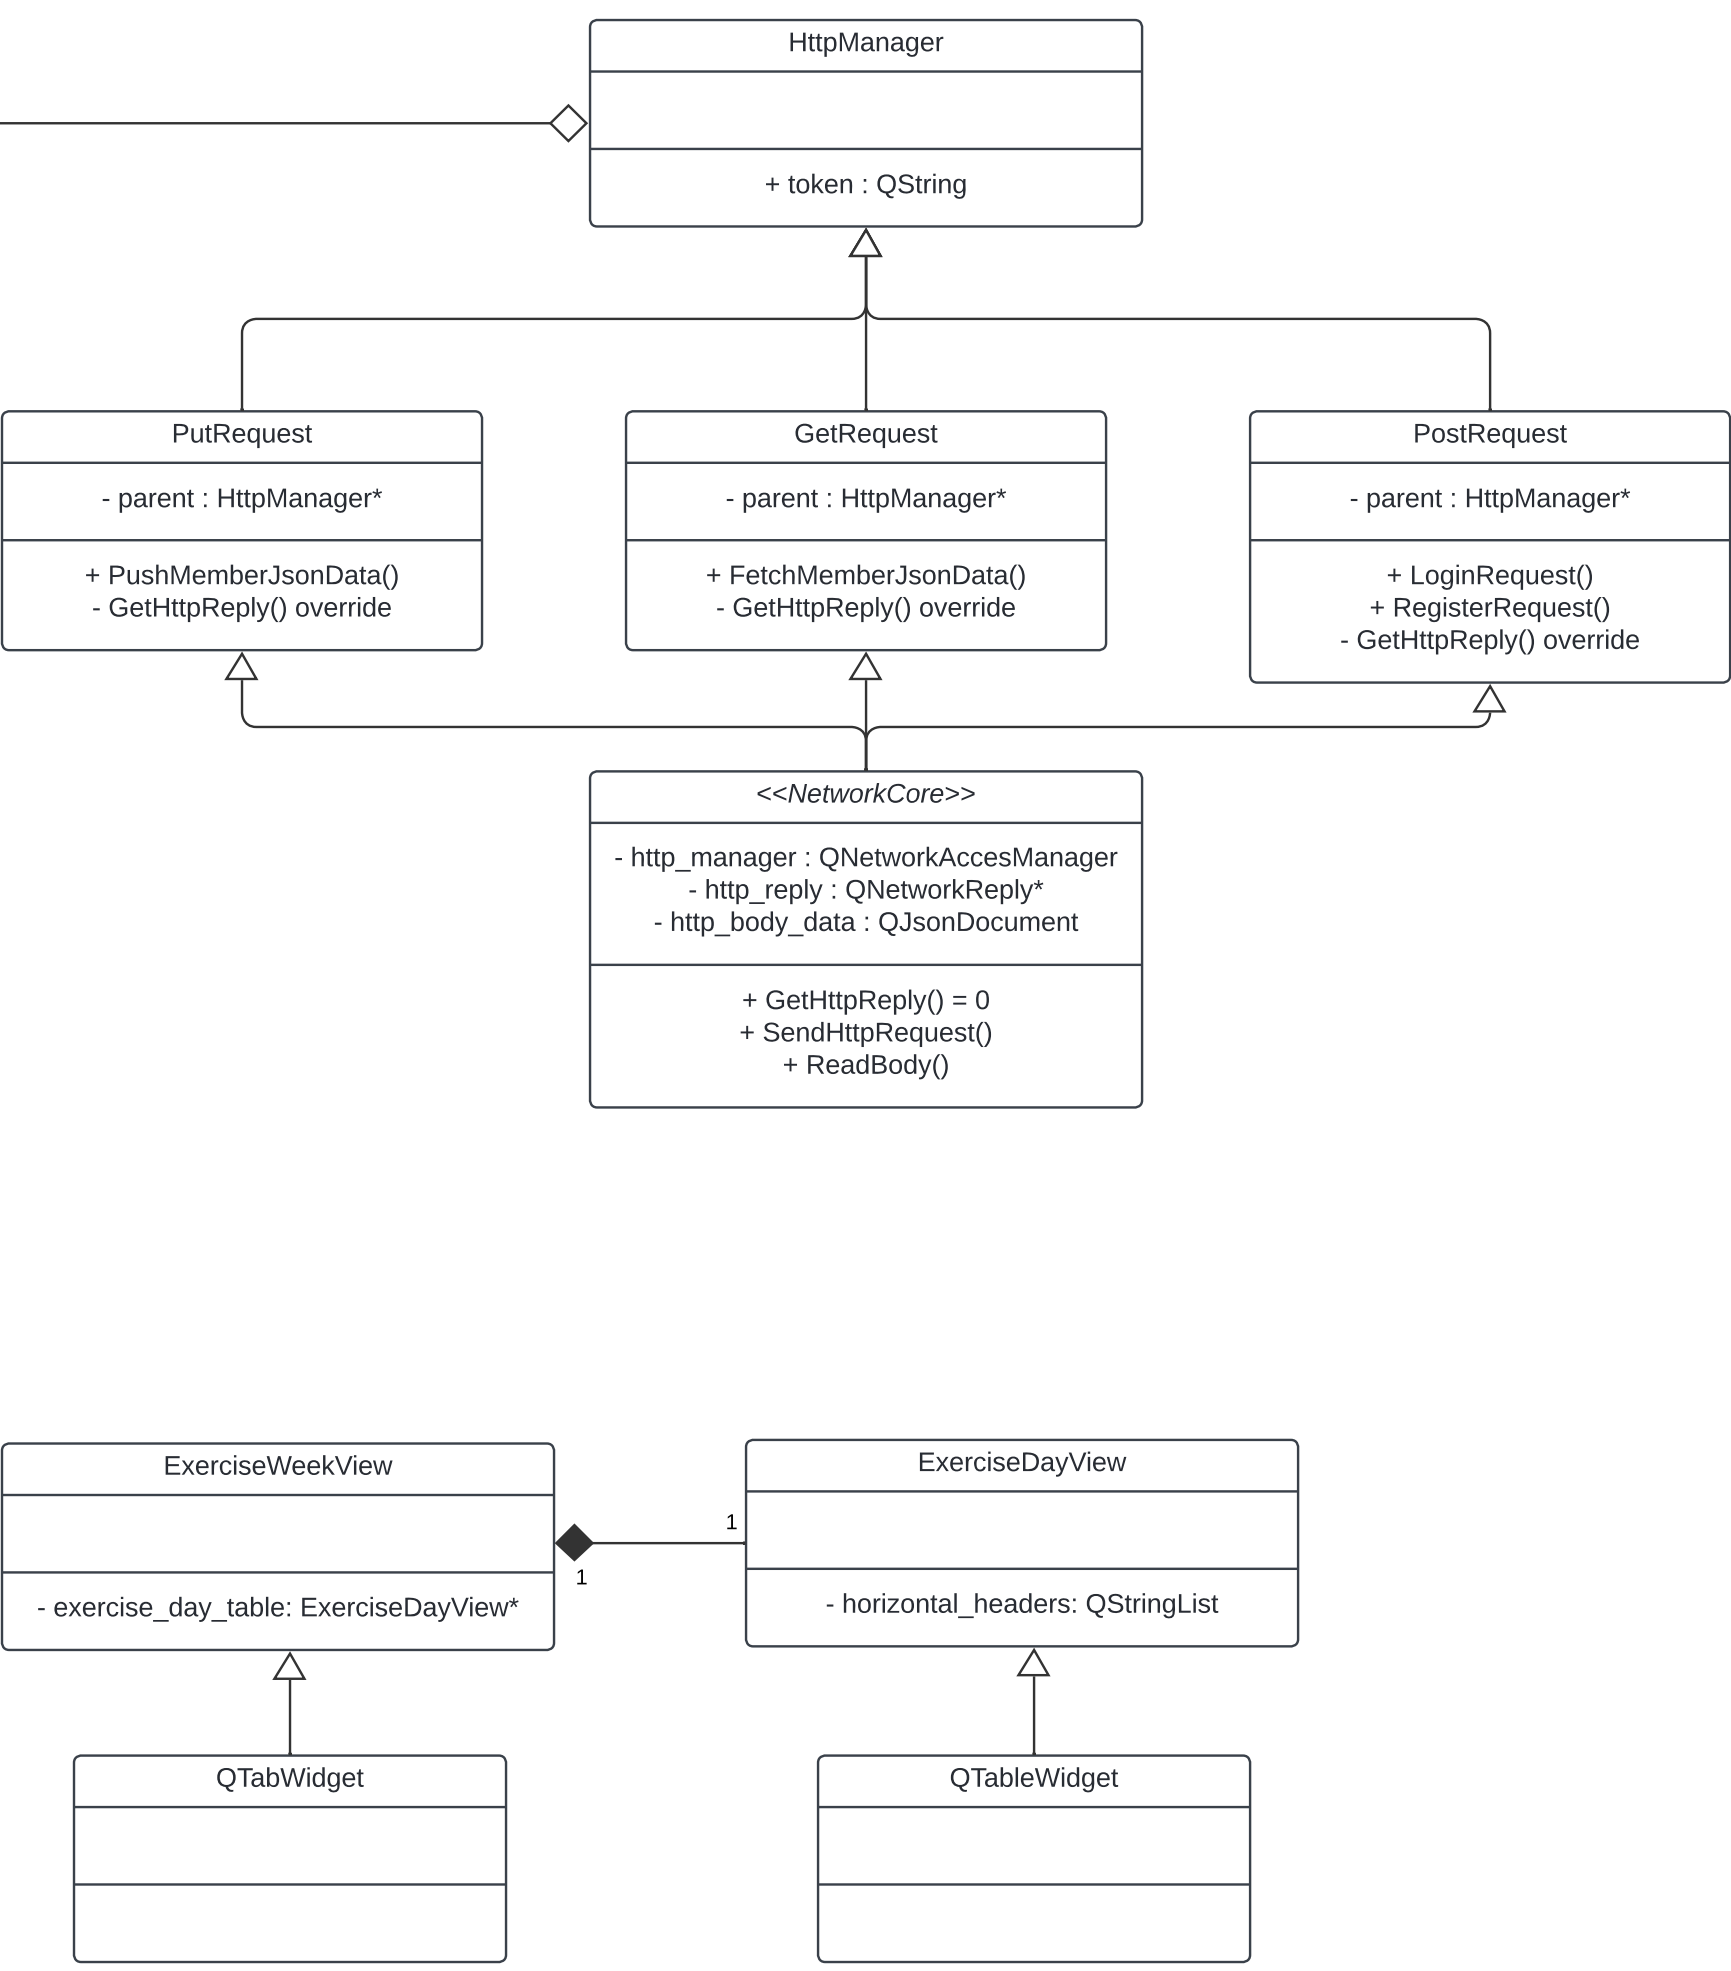 HttpManager
+ token : QString
PutRequest
- parent : HttpManager*
+ PushMemberJsonData()
- GetHttpReply() override
GetRequest
- parent : HttpManager*
+ FetchMemberJsonData()
- GetHttpReply() override
PostRequest
- parent : HttpManager*
+ LoginRequest()
+ RegisterRequest()
- GetHttpReply() override
<<NetworkCore>>
- http_manager : QNetworkAccesManager
- http_reply : QNetworkReply*
- http_body_data : QJsonDocument
+ GetHttpReply() = 0
+ SendHttpRequest()
+ ReadBody()
ExerciseWeekView
- exercise_day_table: ExerciseDayView*
1
1
ExerciseDayView
- horizontal_headers: QStringList
QTabWidget
QTableWidget